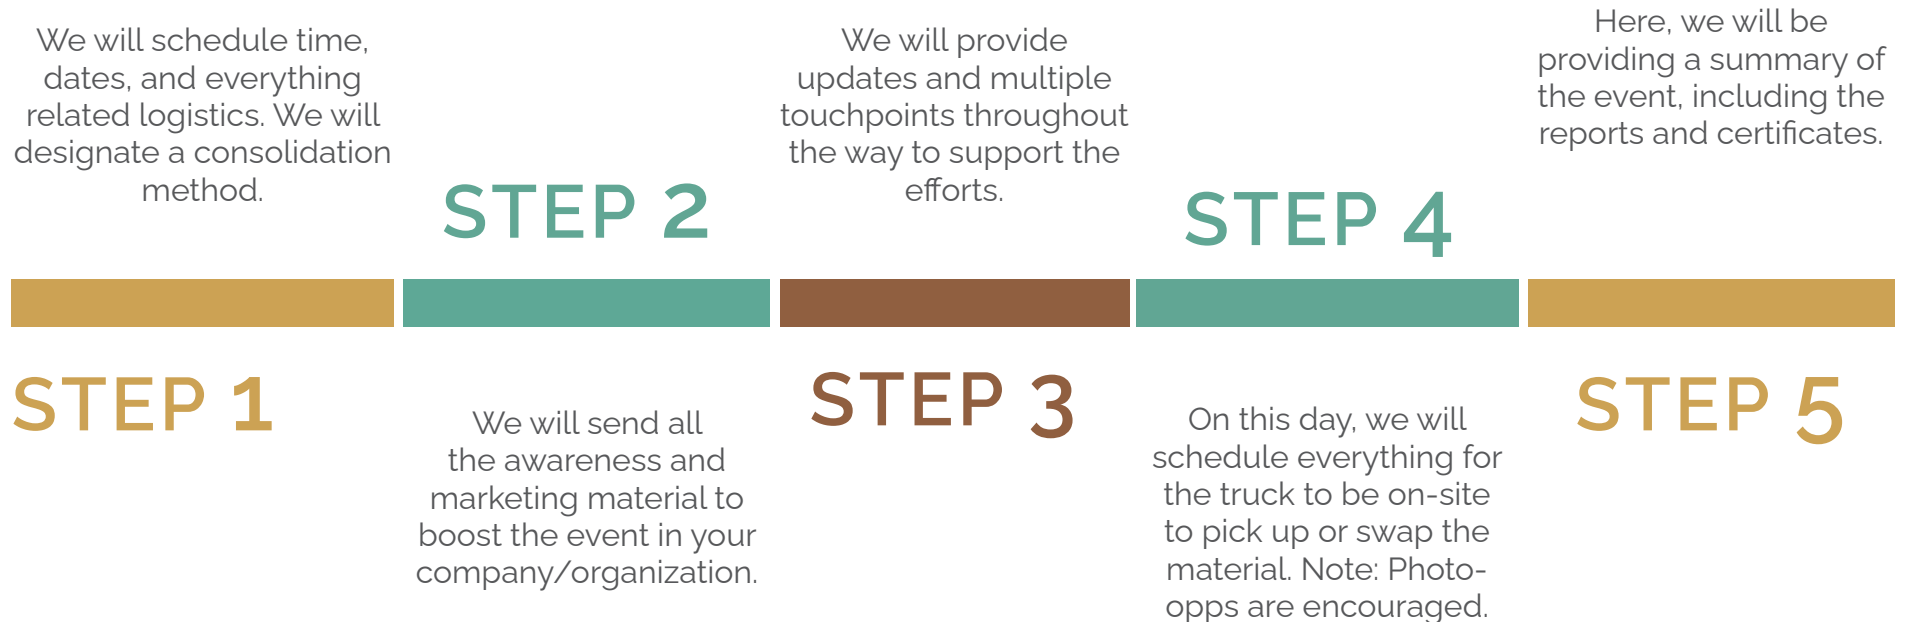 We will schedule time,
dates, and everything
related logistics. We will
designate a consolidation
method.
STEP 1
STEP 2
We will send all
the awareness and
marketing material to
boost the event in your
company/organization.
We will provide
updates and multiple
touchpoints throughout
the way to support the
efforts.
STEP 3
STEP 4
On this day, we will
schedule everything for
the truck to be on-site
to pick up or swap the
material. Note: Photo-
opps are encouraged.
Here, we will be
providing a summary of
the event, including the
reports and certificates.
STEP 5